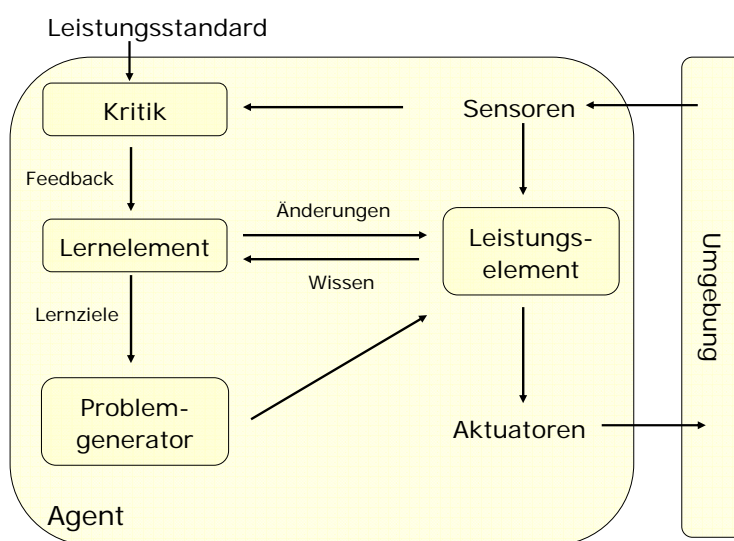 Leistungsstandard
Kritik
Sensoren
Feedback
Änderungen
Lernelement
Leistungs-
element
Wissen
Lernziele
Umgebung
Problem-
generator
Aktuatoren
Agent